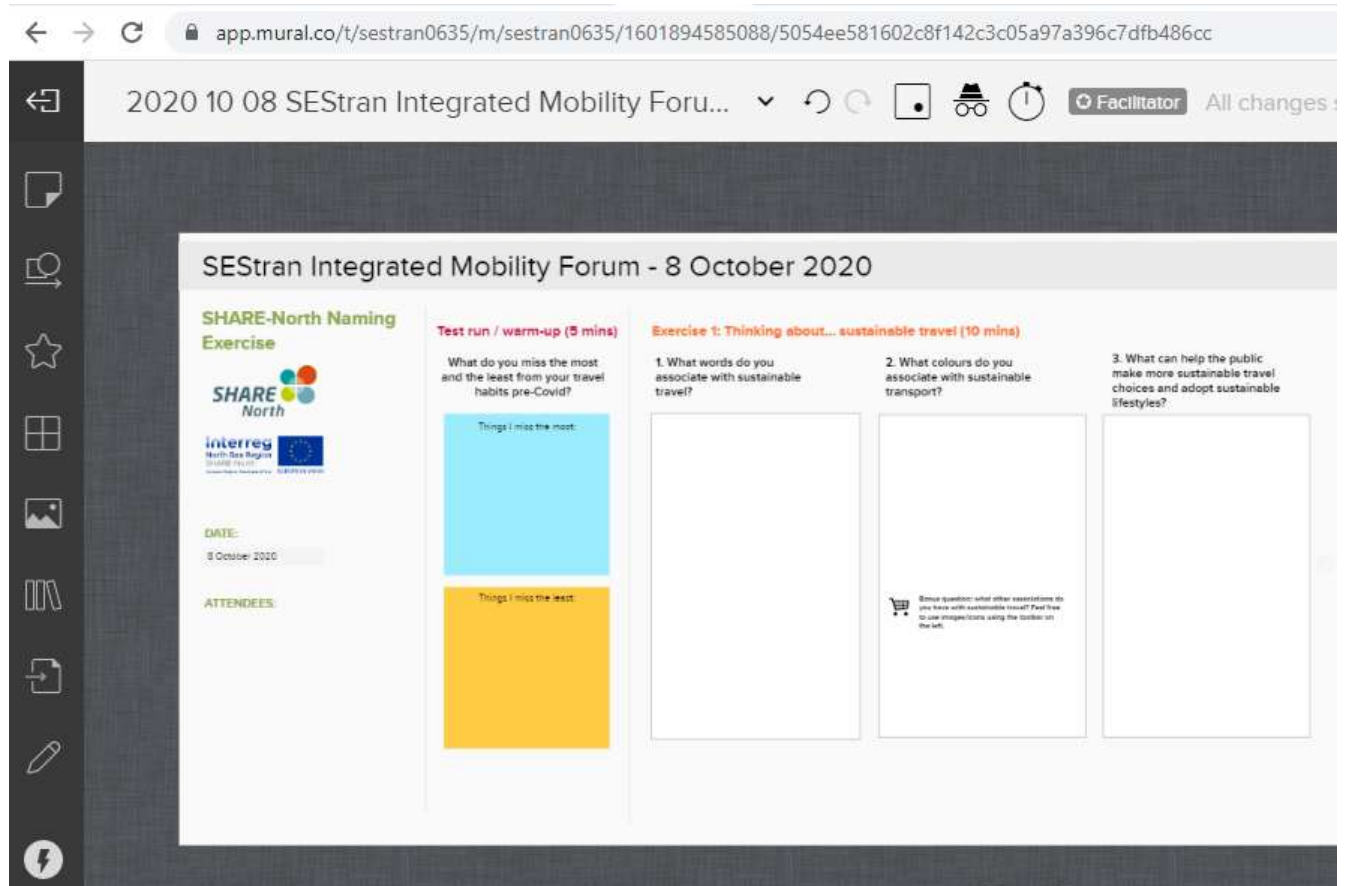 app.mural.co/t/sestran0635/m/sestran0635/1601894585088/5054ee581602c8f142c3c05a97a396c7dfb486cc
2020 10 08 SEStran Integrated Mobility Foru...
Facilitator
All changes
SEStran Integrated Mobility Forum - 8 October 2020
SHARE-North Naming
Exercise
SHARE
North
Interreg
North Sea Region
DATE:
8 October 2020
ATTENDEES:
Test run / warm-up (5 mins)
What do you miss the most
and the least from your travel
habits pre-Covid?
Things I miss the most:
Things I miss the least:
Exercise 1: Thinking about... sustainable travel (10 mins)
1. What words do you
associate with sustainable
travel?
2. What colours do you
associate with sustainable
transport?
Bonus question: what other associations do
you have with sustainable travel? Feel free
to use images/icons using the toolbar on
the left.
3. What can help the public
make more sustainable travel
choices and adopt sustainable
lifestyles?